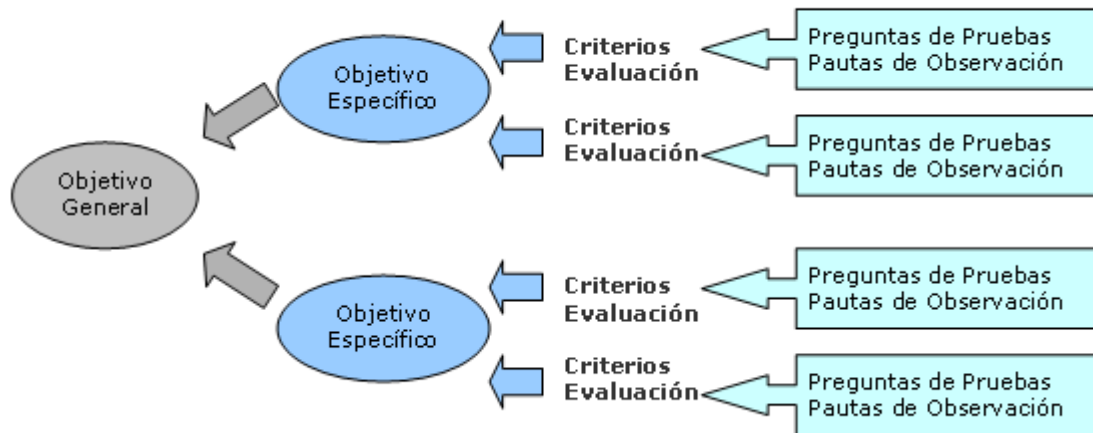 Objetivo
General
Objetivo
Específico
Criterios
Evaluación
Preguntas de Pruebas
Pautas de Observación
Criterios
Evaluación
Preguntas de Pruebas
Pautas de Observación
Objetivo
Específico
Criterios
Evaluación
Preguntas de Pruebas
Pautas de Observación
Criterios
Evaluación
Preguntas de Pruebas
Pautas de Observación